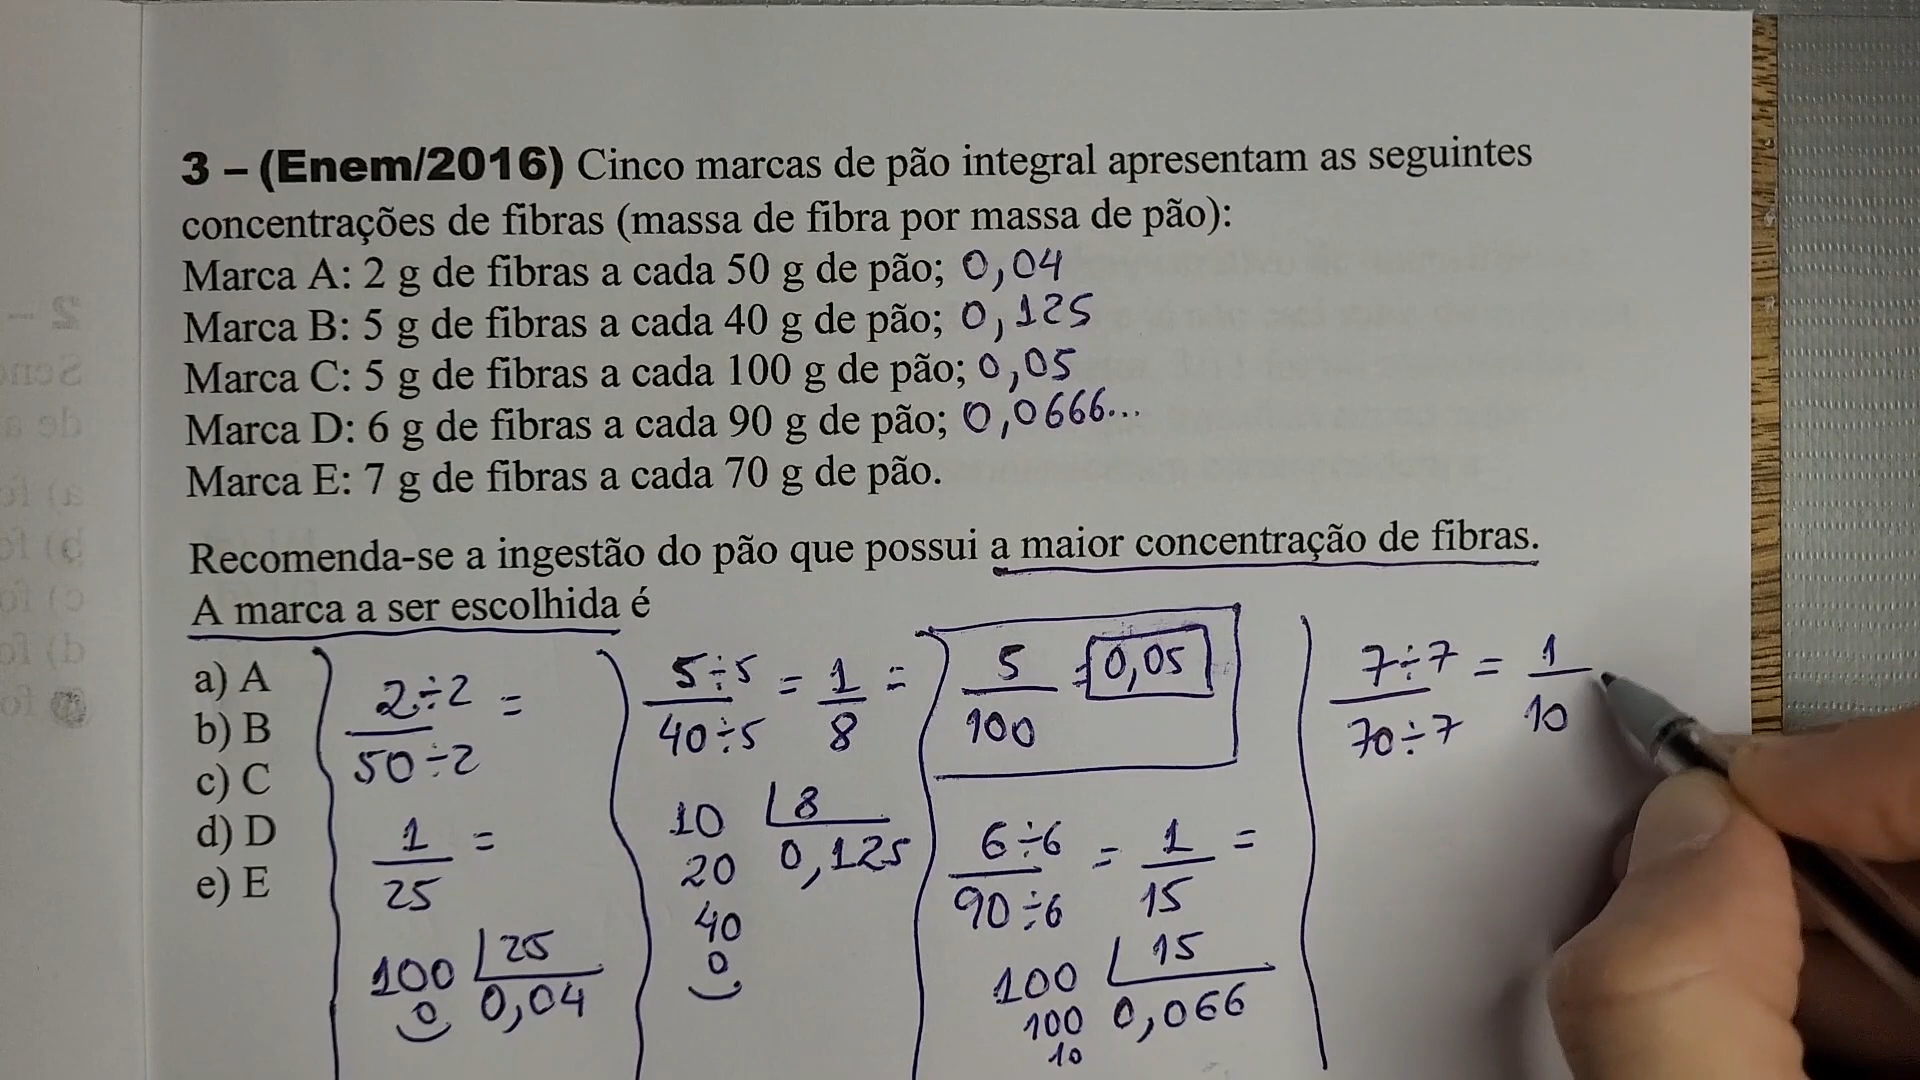 3 – (Enem/2016) Cinco marcas de pão integral apresentam as seguintes
concentrações de fibras (massa de fibra por massa de pão):
Marca A: 2 g de fibras a cada 50 g de pão; 0,04
Marca B: 5 g de fibras a cada 40 g de pão; 0,125
Marca C: 5 g de fibras a cada 100 g de pão; 0,05
Marca D: 6 g de fibras a cada 90 g de pão; 0,0666...
Marca E: 7 g de fibras a cada 70 g de pão.
Recomenda-se a ingestão do pão que possui a maior concentração de fibras.
A marca a ser escolhida é
a) A
b) B
c) C
d) D
e) E
2÷2 =
50÷2
1 =
25
100 25
0 0,04
5÷5 = 1 =
40÷5 8
10 8
20 0,125
40
0
5 = 0,05
100
6÷6 = 1 =
90÷6 15
100 15
100 0,066
10
7÷7 = 1
70÷7 10